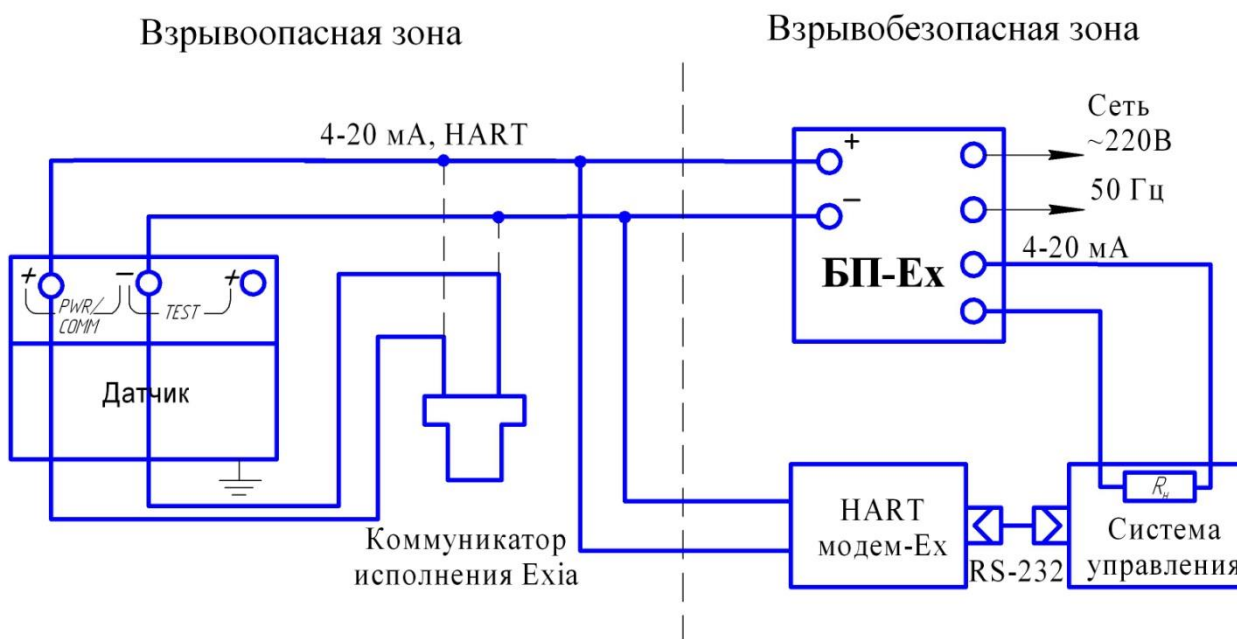 Взрывоопасная зона
Взрывобезопасная зона
4-20 мА, HART
Сеть
~220В
50 Гц
4-20 мА
+
−
БП-Ex
+
−
+
PWR/
COMM
TEST
Датчик
Коммуникатор
исполнения Exia
HART
модем-Ex
RS-232
Rн
Система
управления